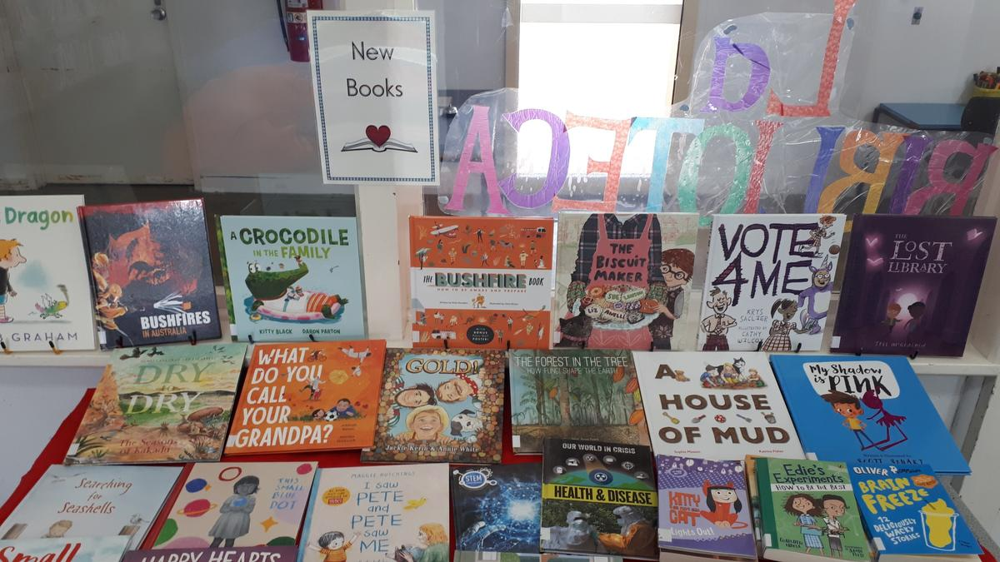 New
Books
Dragon
GRAHAM
BUSHFIRES
IN AUSTRALIA
A CROCODILE
IN THE FAMILY
KITTY BLACK DARON PARTON
THE BUSHFIRE BOOK
HOW TO BE AWARE AND PREPARE
THE
BISCUIT
MAKER
SUE LAWSON
LIZ ANELLI
VOTE
4 ME
KRYS
SACLIER
ILLUSTRATED BY
CATHY
WILCOX
THE
LOST
LIBRARY
DRY
to
DRY
The Seasons
of Kakadu
WHAT
DO YOU
CALL
YOUR
GRANDPA?
GOLD!
Jackie Kerin & Annie White
THE FOREST IN THE TREE
HOW FUNGI SHAPE THE EARTH
A
HOUSE
OF MUD
My Shadow
is PINK
SCOTT STUART
Searching
for
Seashells
THIS
SMALL
BLUE
DOT
MAGGIE HUTCHINGS
I SAW
PETE
and
PETE
SAW
ME
STEM
OUR WORLD IN CRISIS
HEALTH & DISEASE
KITTY
CAT
Lights Out!
Edie's
Experiments
HOW TO BE THE BEST
OLIVER
BRAIN
FREEZE
12
DELICIOUSLY
WACKY
STORIES
Small
HAPPY HEARTS